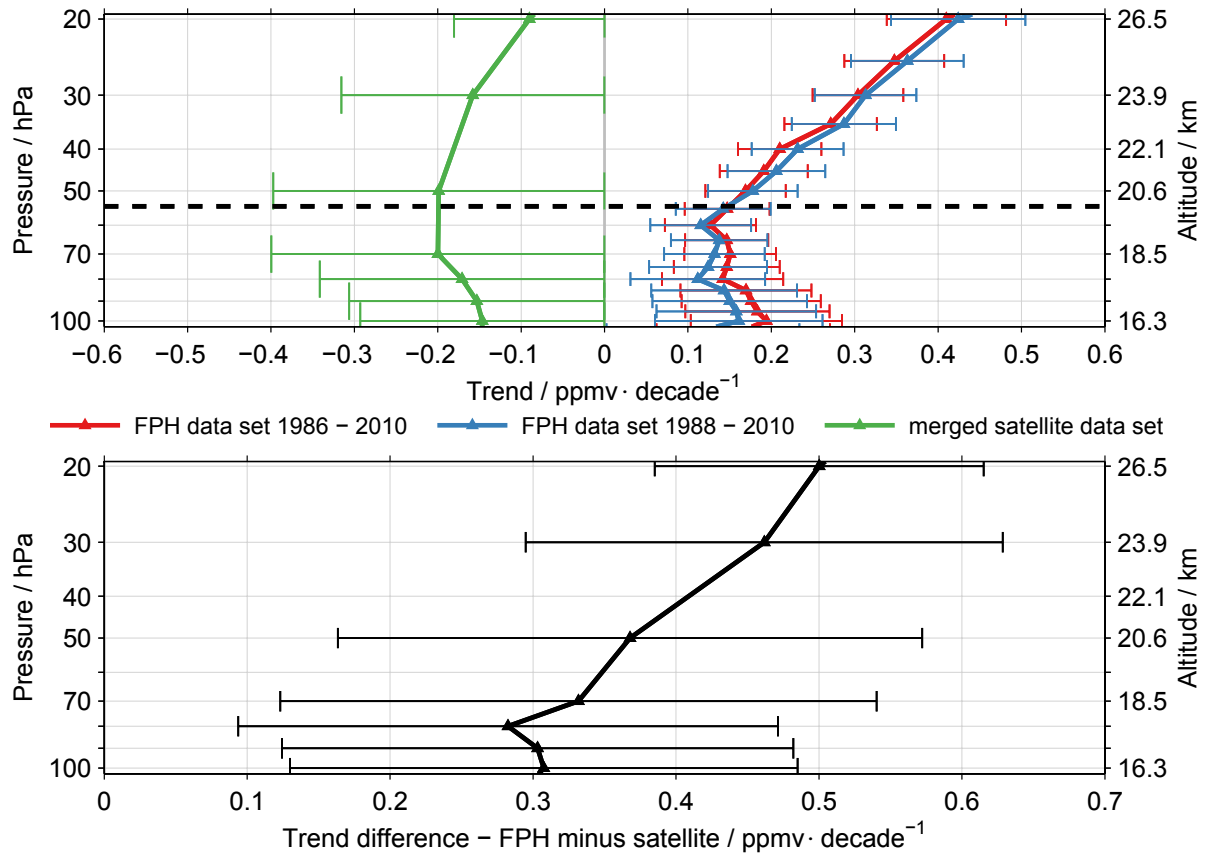 20
30
40
50
70
100
Pressure / hPa
26.5
23.9
22.1
20.6
18.5
16.3
Altitude / km
−0.6 −0.5 −0.4 −0.3 −0.2 −0.1 0 0.1 0.2 0.3 0.4 0.5 0.6
Trend / ppmv· decade⁻¹
FPH data set 1986 − 2010 FPH data set 1988 − 2010 merged satellite data set
20
30
40
50
70
100
Pressure / hPa
26.5
23.9
22.1
20.6
18.5
16.3
Altitude / km
0 0.1 0.2 0.3 0.4 0.5 0.6 0.7
Trend difference − FPH minus satellite / ppmv· decade⁻¹